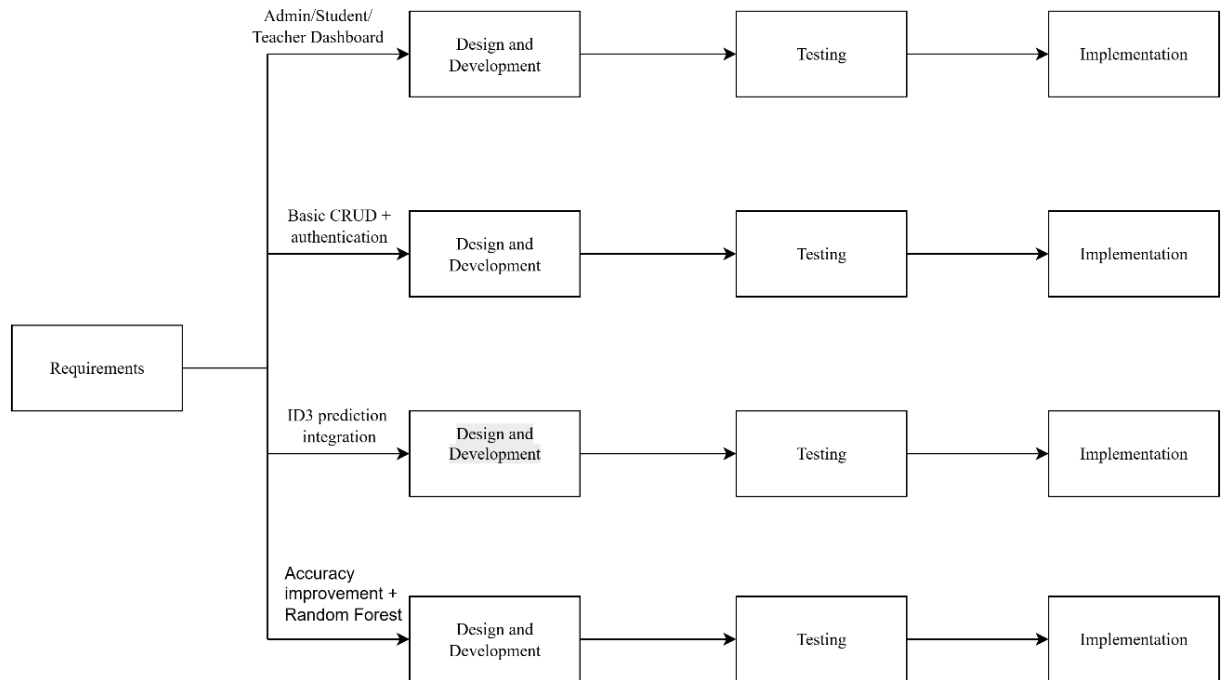 Admin/Student/
Teacher Dashboard
Design and
Development
Testing
Implementation
Basic CRUD +
authentication
Design and
Development
Testing
Implementation
Requirements
ID3 prediction
integration
Design and
Development
Testing
Implementation
Accuracy
improvement +
Random Forest
Design and
Development
Testing
Implementation